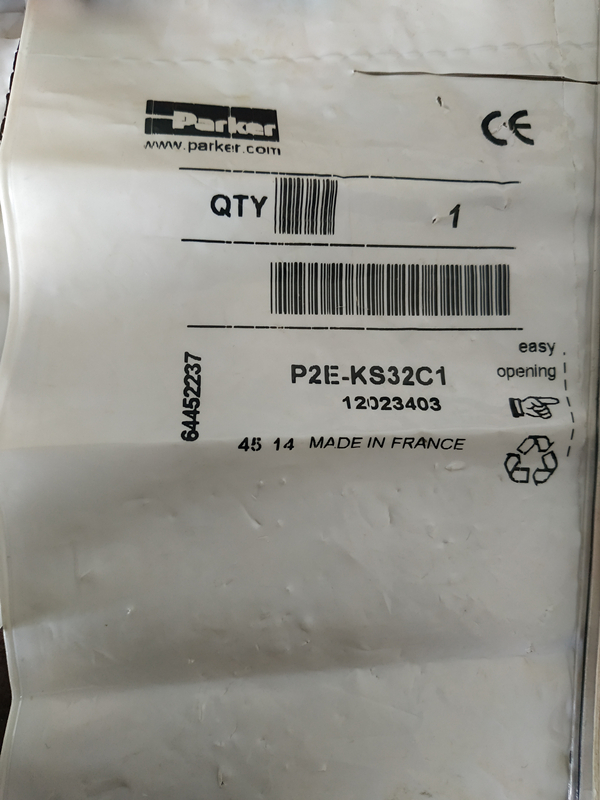 Parker
www.parker.com
CE
QTY 1
64452237
P2E-KS32C1
12023403
45 14 MADE IN FRANCE
easy
opening